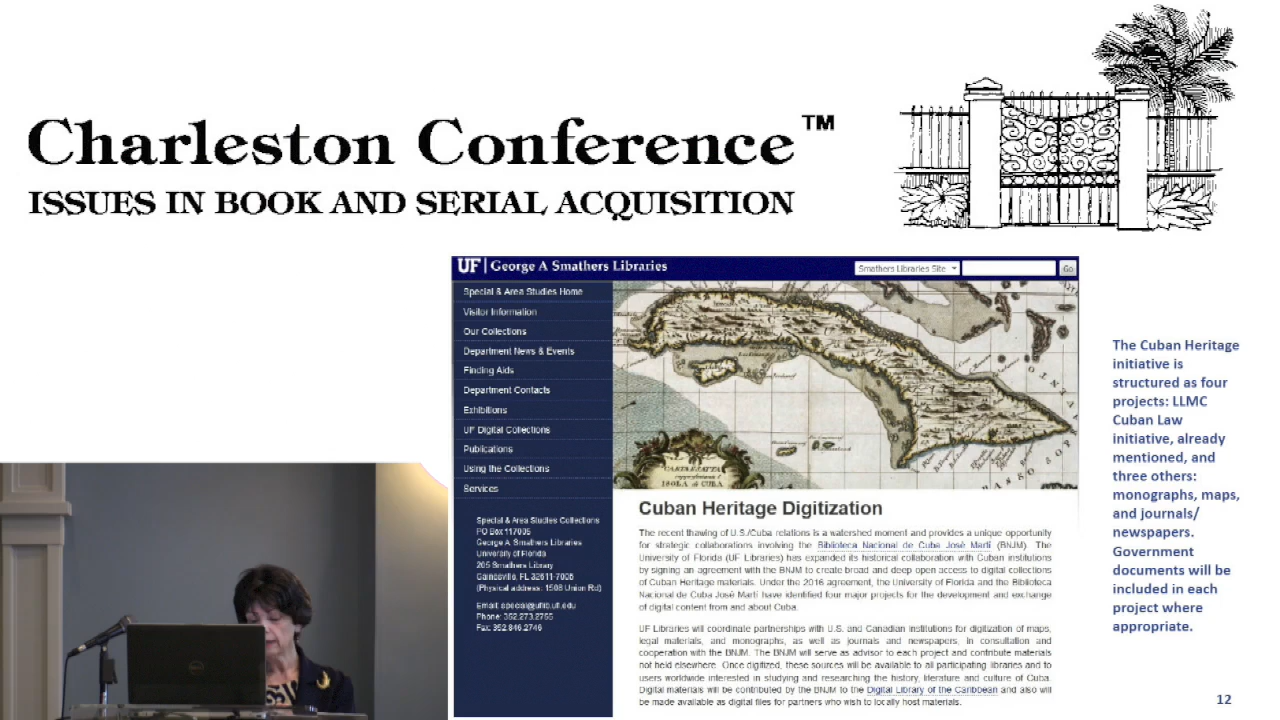 Charleston Conference™
ISSUES IN BOOK AND SERIAL ACQUISITION
UF | George A Smathers Libraries
Smathers Libraries Site
Go
Special & Area Studies Home
Visitor Information
Our Collections
Department News & Events
Finding Aids
Department Contacts
Exhibitions
UF Digital Collections
Publications
Using the Collections
Services
Special & Area Studies Collections
PO Box 117005
George A. Smathers Libraries
University of Florida
205 Smathers Library
Gainesville, FL 32611-7005
(Physical address: 1508 Union Rd)
Email: special@uflib.ufl.edu
Phone: 352.273.2755
Fax: 352.846.2746
ISOLA DI CUBA
Cuban Heritage Digitization
The recent thawing of U.S./Cuba relations is a watershed moment and provides a unique opportunity
for strategic collaborations involving the Biblioteca Nacional de Cuba José Martí (BNJM). The
University of Florida (UF Libraries) has expanded its historical collaboration with Cuban institutions
by signing an agreement with the BNJM to create broad and deep open access to digital collections
of Cuban Heritage materials. Under the 2016 agreement, the University of Florida and the Biblioteca
Nacional de Cuba José Martí have identified four major projects for the development and exchange
of digital content from and about Cuba.
UF Libraries will coordinate partnerships with U.S. and Canadian institutions for digitization of maps,
legal materials, and monographs, as well as journals and newspapers, in consultation and
cooperation with the BNJM. The BNJM will serve as advisor to each project and contribute materials
not held elsewhere. Once digitized, these sources will be available to all participating libraries and to
users worldwide interested in studying and researching the history, literature and culture of Cuba.
Digital materials will be contributed by the BNJM to the Digital Library of the Caribbean and also will
be made available as digital files for partners who wish to locally host materials.
The Cuban Heritage
initiative is
structured as four
projects: LLMC
Cuban Law
initiative, already
mentioned, and
three others:
monographs, maps,
and journals/
newspapers.
Government
documents will be
included in each
project where
appropriate.
12